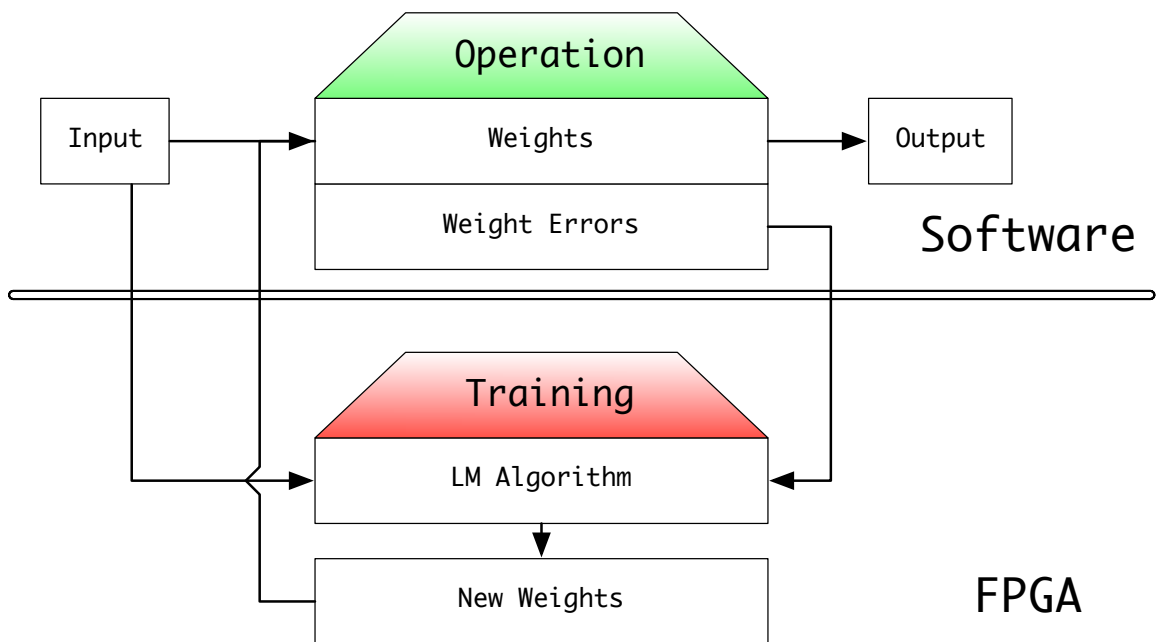 Operation
Input
Weights
Output
Weight Errors
Software
Training
LM Algorithm
New Weights
FPGA